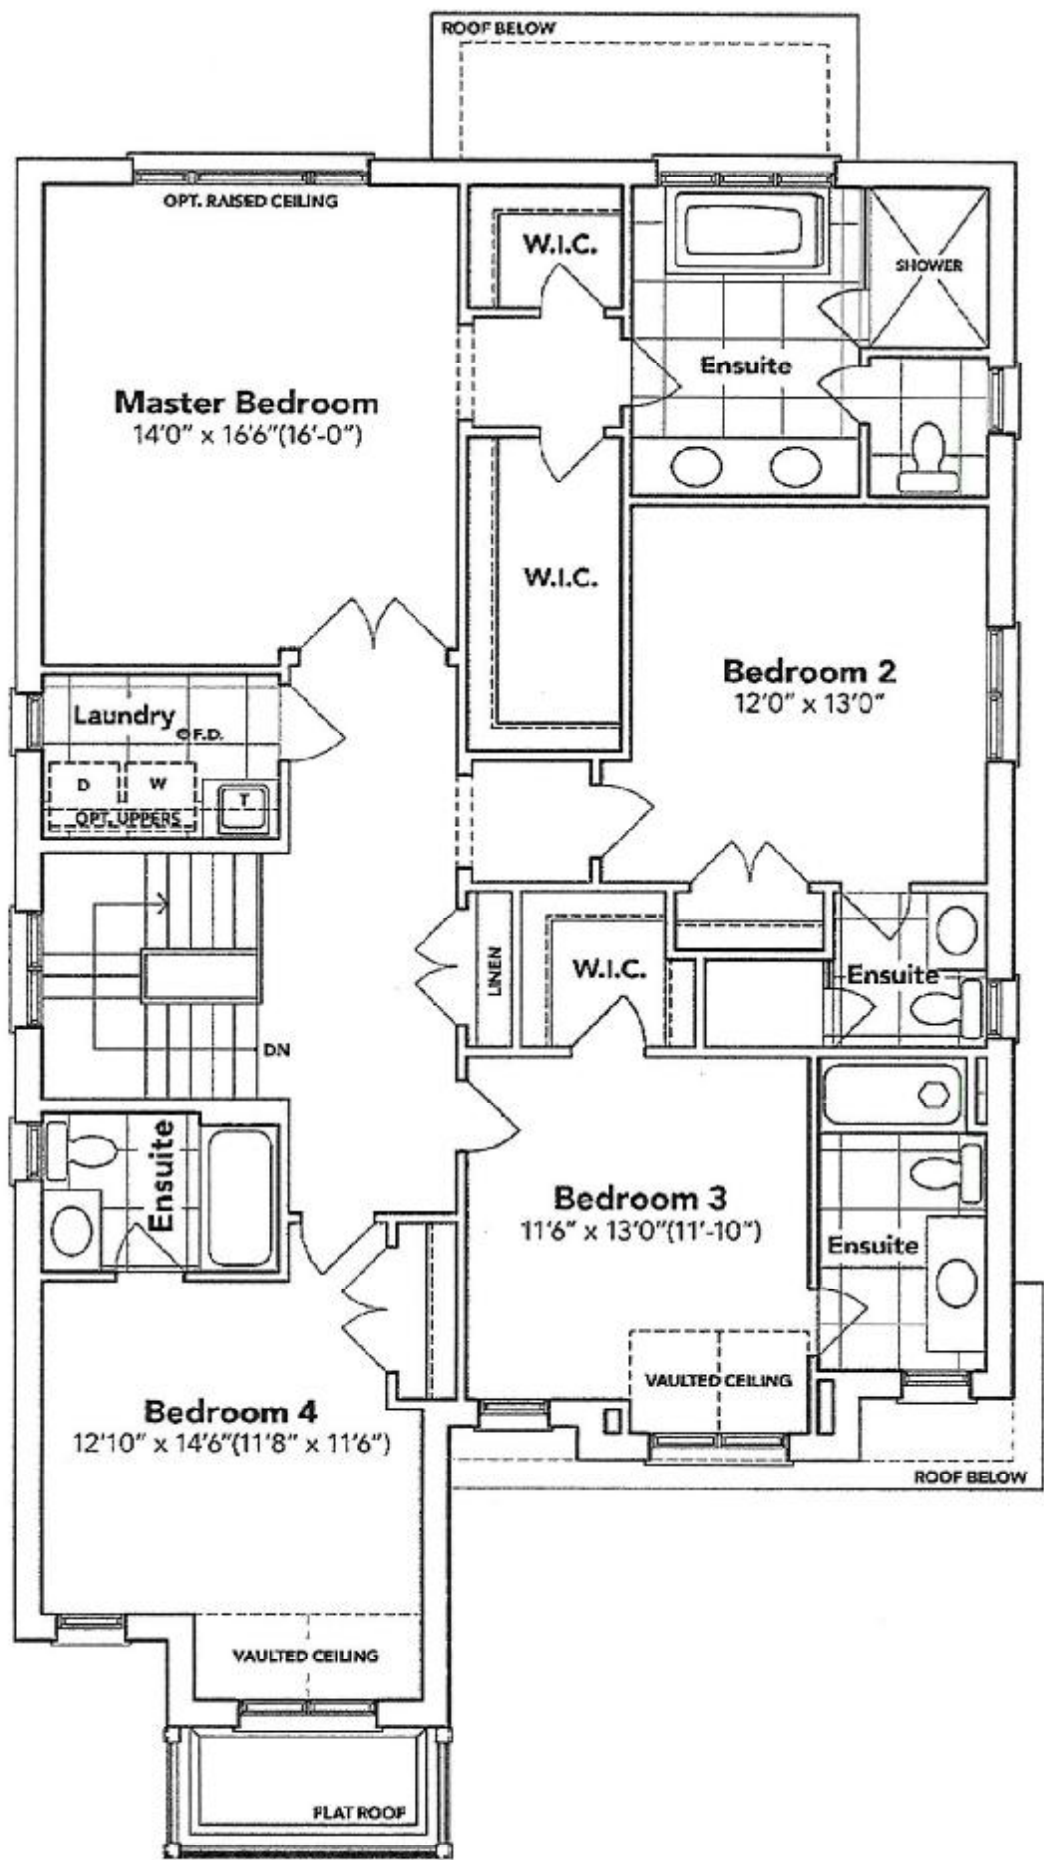 ROOF BELOW
OPT. RAISED CEILING
W.I.C.
SHOWER
Ensuite
Master Bedroom
14'0" x 16'6"(16'-0")
W.I.C.
Bedroom 2
12'0" x 13'0"
Laundry
F.D.
D
W
T
OPT. UPPERS
LINEN
W.I.C.
Ensuite
DN
Ensuite
Bedroom 3
11'6" x 13'0"(11'-10")
Ensuite
VAULTED CEILING
Bedroom 4
12'10" x 14'6"(11'8" x 11'6")
ROOF BELOW
VAULTED CEILING
FLAT ROOF